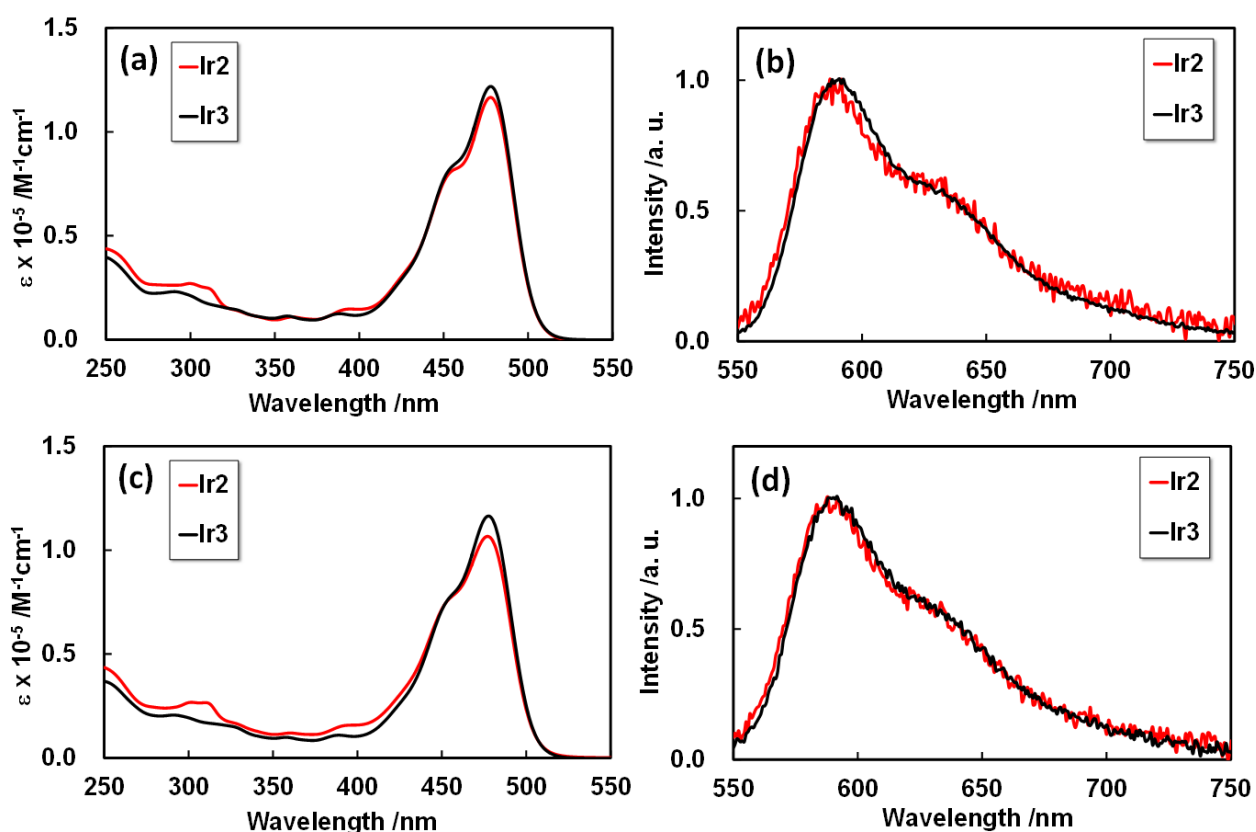 (a)
Ir2
Ir3
1.5
1.0
0.5
0.0
ε x 10⁻⁵ /M⁻¹cm⁻¹
250 300 350 400 450 500 550
Wavelength /nm
(b)
Ir2
Ir3
1.0
0.5
0.0
Intensity /a. u.
550 600 650 700 750
Wavelength /nm
(c)
Ir2
Ir3
1.5
1.0
0.5
0.0
ε x 10⁻⁵ /M⁻¹cm⁻¹
250 300 350 400 450 500 550
Wavelength /nm
(d)
Ir2
Ir3
1.0
0.5
0.0
Intensity /a. u.
550 600 650 700 750
Wavelength /nm